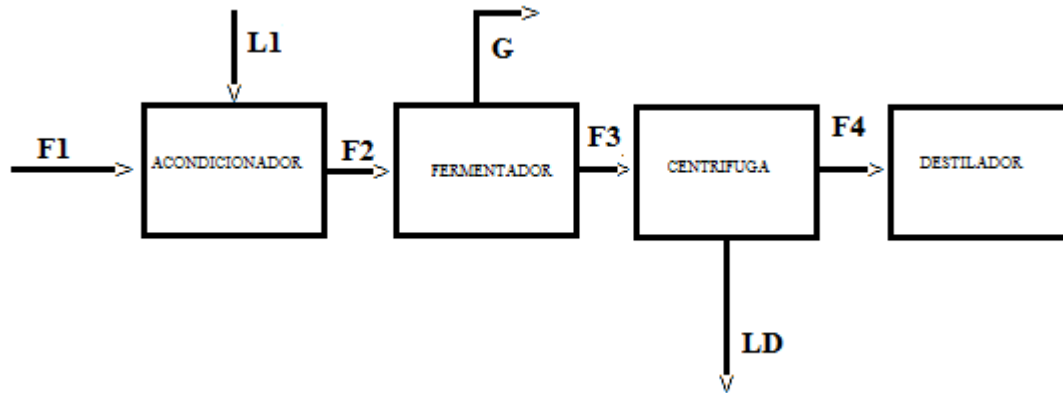 L1
G
F1
ACONDICIONADOR
F2
FERMENTADOR
F3
CENTRIFUGA
F4
DESTILADOR
LD